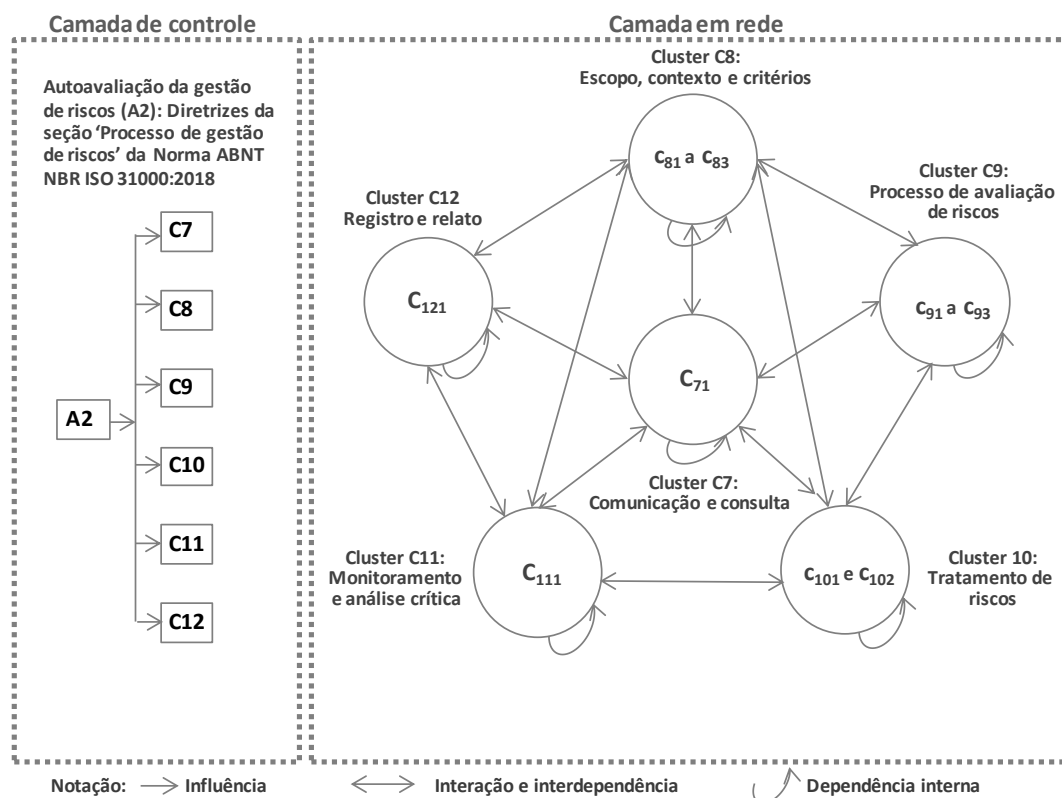 Camada de controle
Autoavaliação da gestão
de riscos (A2): Diretrizes da
seção ‘Processo de gestão
de riscos’ da Norma ABNT
NBR ISO 31000:2018
A2
C7
C8
C9
C10
C11
C12
Camada em rede
Cluster C8:
Escopo, contexto e critérios
c81 a c83
Cluster C9:
Processo de avaliação
de riscos
c91 a c93
Cluster C12
Registro e relato
C121
C71
Cluster C7:
Comunicação e consulta
Cluster C11:
Monitoramento
e análise crítica
C111
c101 e c102
Cluster 10:
Tratamento de
riscos
Notação: Influência
Interação e interdependência
Dependência interna